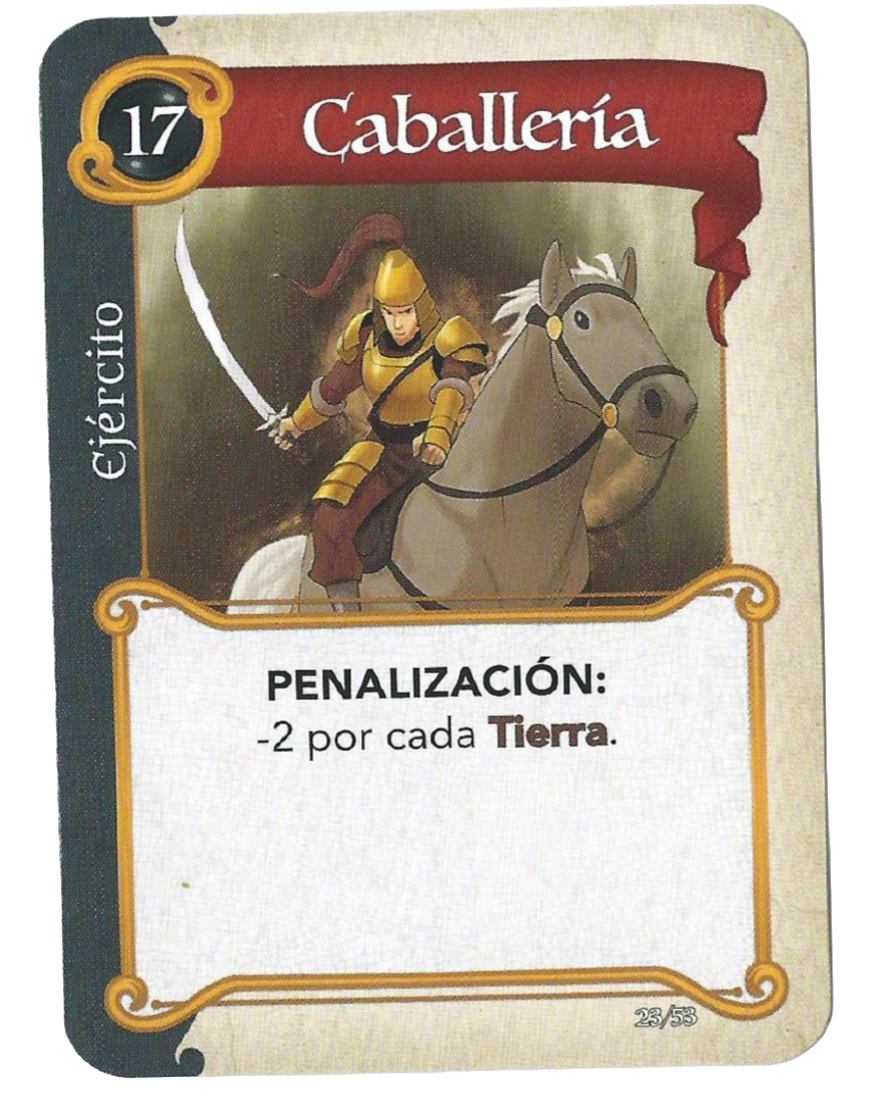 17
Caballería
Ejército
PENALIZACIÓN:
-2 por cada Tierra.
23/53